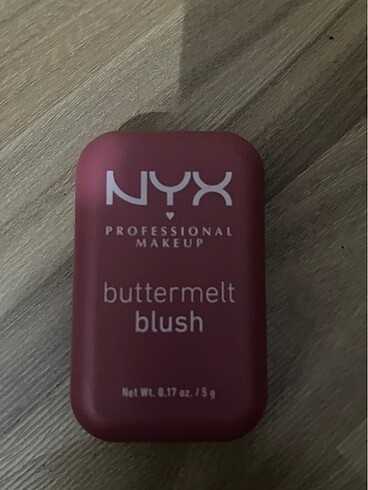 NYX
PROFESSIONAL
MAKEUP
buttermelt
blush
Net Wt. 0.17 oz. / 5 g